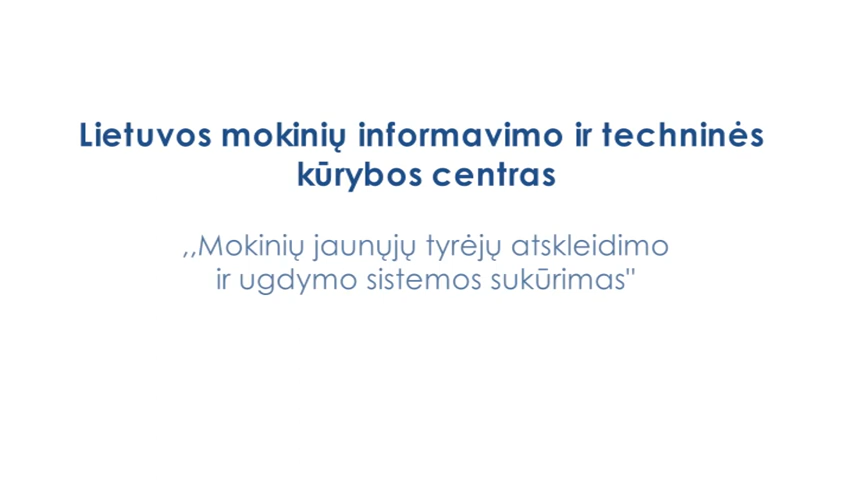 Lietuvos mokinių informavimo ir techninės
kūrybos centras
,,Mokinių jaunųjų tyrėjų atskleidimo
ir ugdymo sistemos sukūrimas"